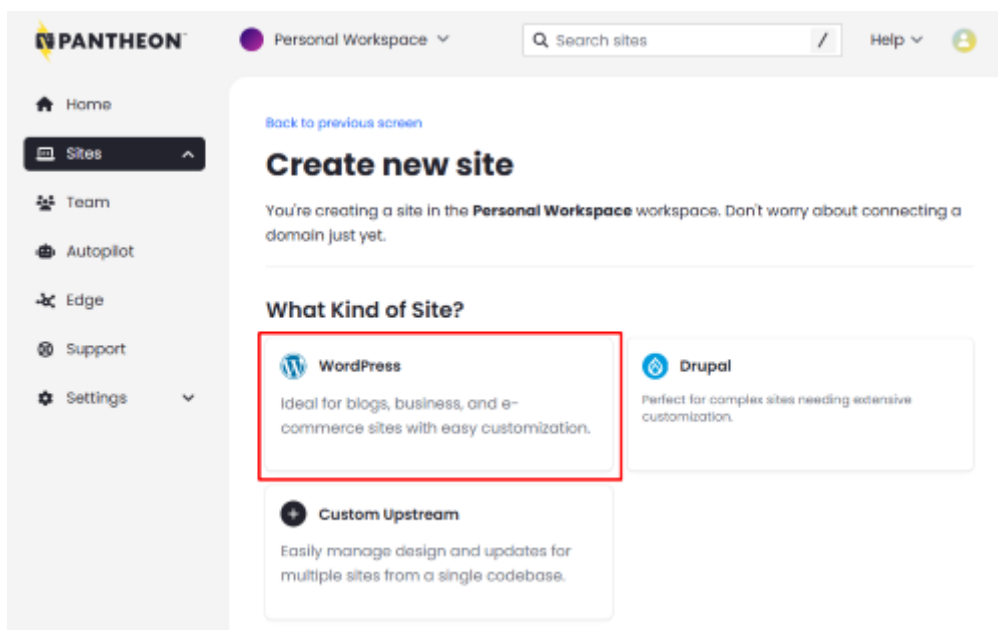 PANTHEON
Personal Workspace
Search sites
/
Help
Home
Sites
Team
Autopilot
Edge
Support
Settings
Back to previous screen
Create new site
You're creating a site in the Personal Workspace workspace. Don't worry about connecting a
domain just yet.
What Kind of Site?
WordPress
Ideal for blogs, business, and e-
commerce sites with easy customization.
Drupal
Perfect for complex sites needing extensive
customization.
Custom Upstream
Easily manage design and updates for
multiple sites from a single codebase.